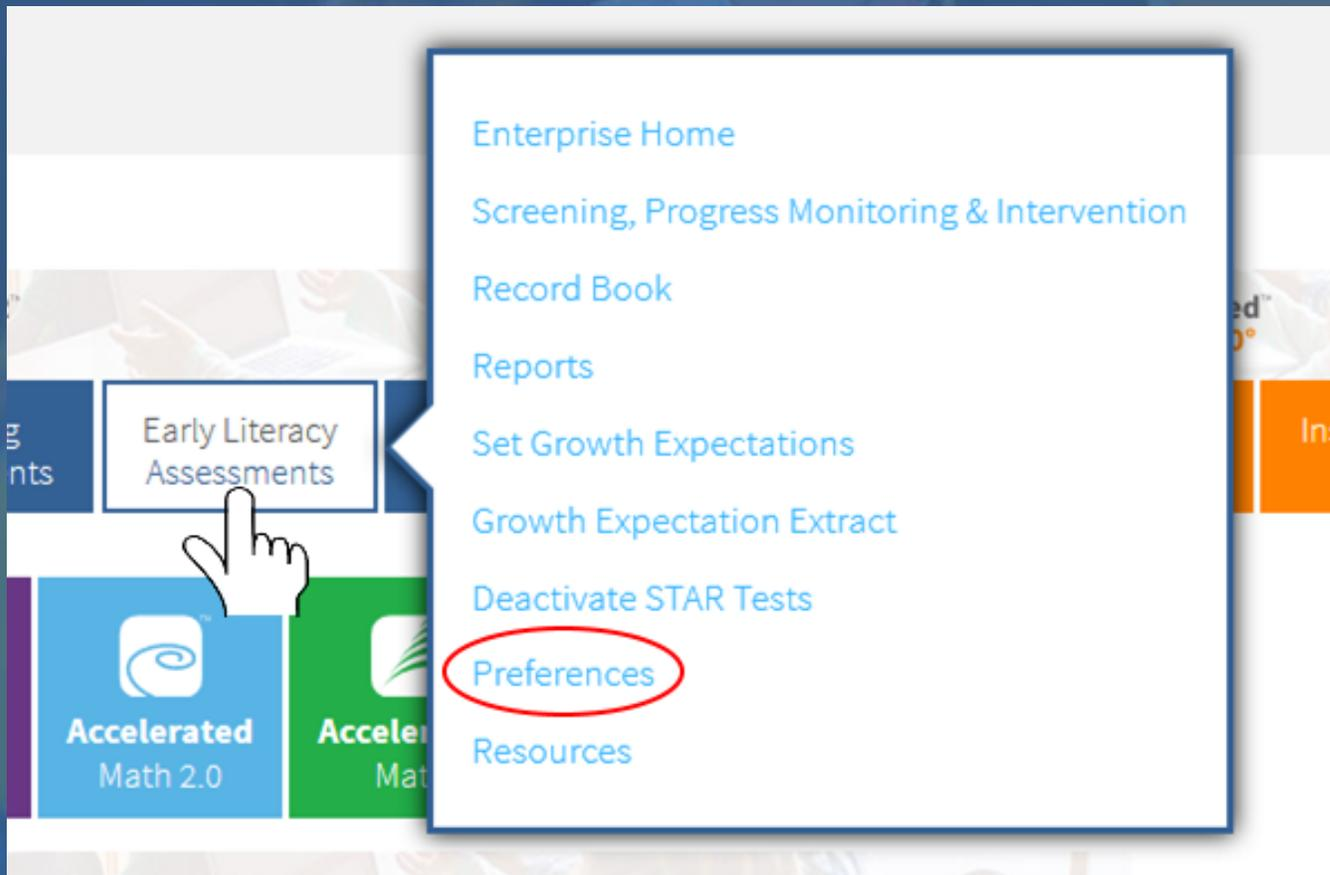 Enterprise Home
Screening, Progress Monitoring & Intervention
Record Book
Reports
Set Growth Expectations
Growth Expectation Extract
Deactivate STAR Tests
Preferences
Resources
Early Literacy
Assessments
Accelerated
Math 2.0